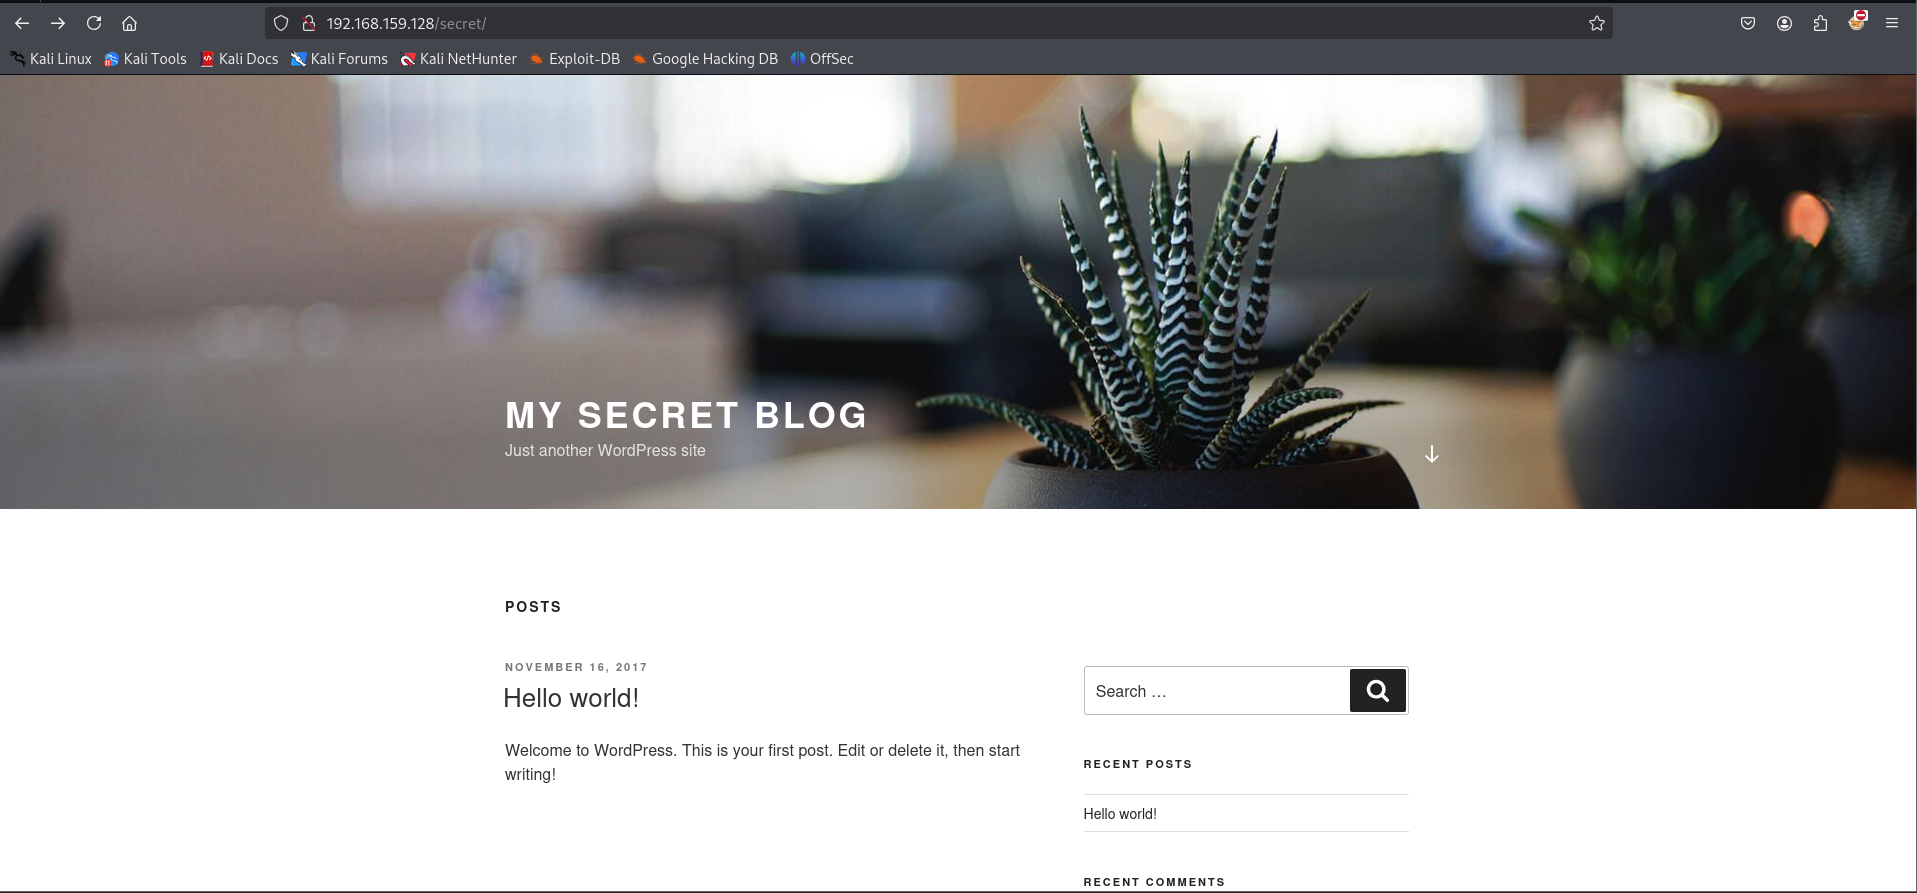 192.168.159.128/secret/
Kali Linux Kali Tools Kali Docs Kali Forums Kali NetHunter Exploit-DB Google Hacking DB OffSec
MY SECRET BLOG
Just another WordPress site
POSTS
NOVEMBER 16, 2017
Hello world!
Welcome to WordPress. This is your first post. Edit or delete it, then start
writing!
Search …
RECENT POSTS
Hello world!
RECENT COMMENTS